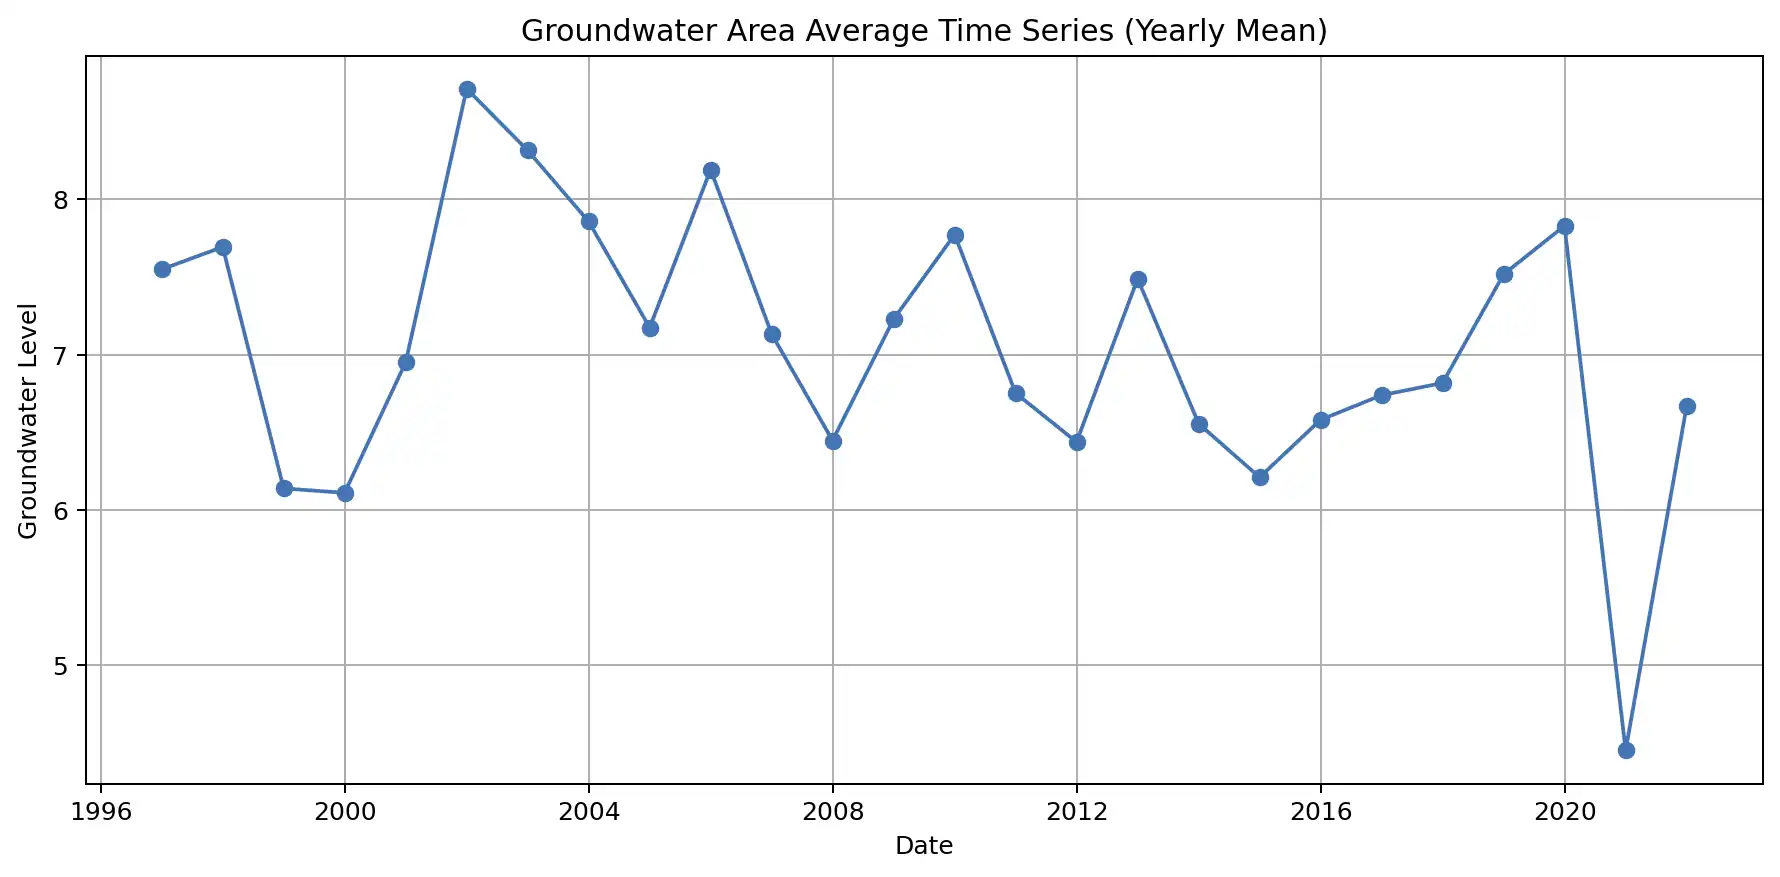 Groundwater Area Average Time Series (Yearly Mean)
Groundwater Level
8
7
6
5
1996 2000 2004 2008 2012 2016 2020
Date